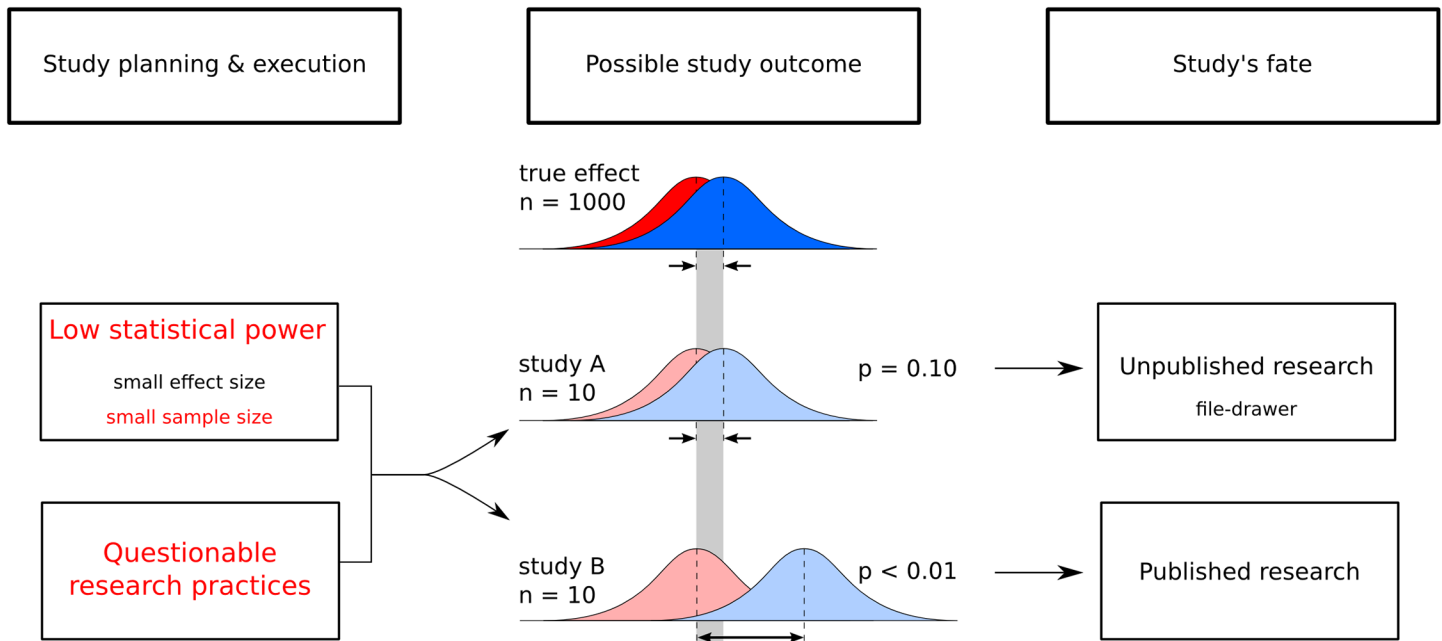 Study planning & execution
Possible study outcome
Study's fate
true effect
n = 1000
Low statistical power
small effect size
small sample size
study A
n = 10
p = 0.10
Unpublished research
file-drawer
Questionable
research practices
study B
n = 10
p < 0.01
Published research